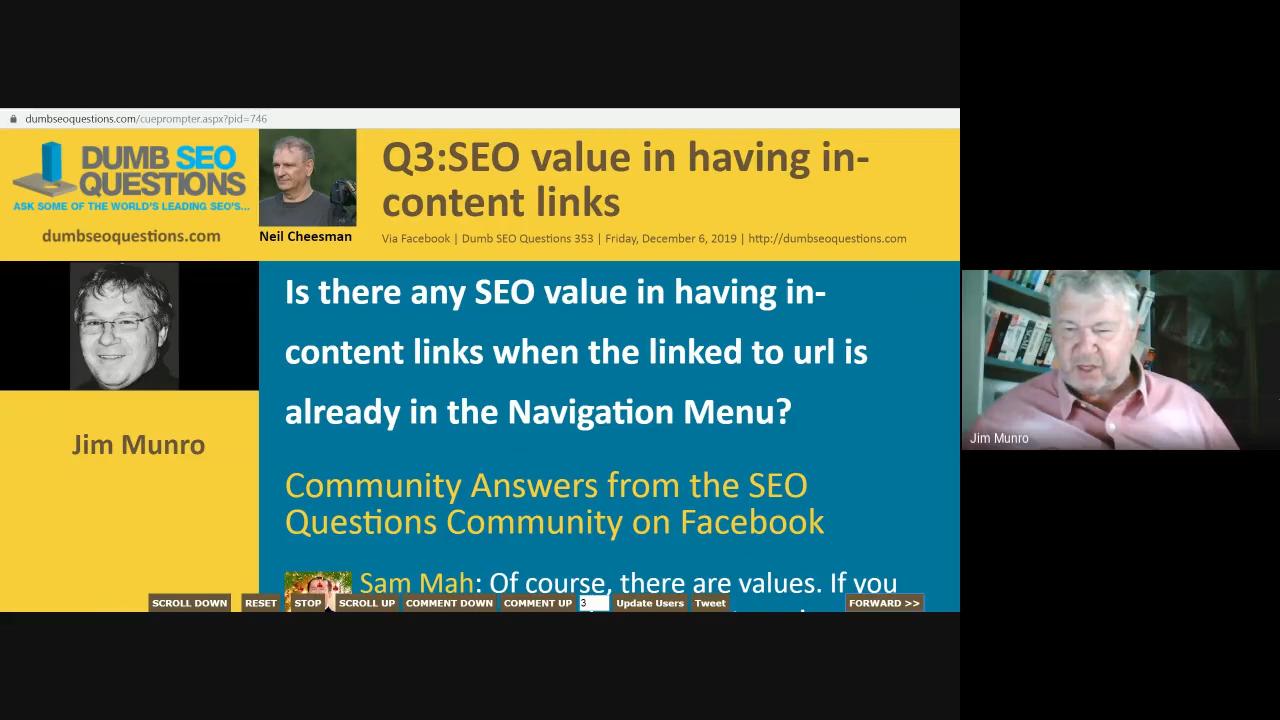 dumbseoquestions.com/cueprompter.aspx?pid=746
DUMB SEO
QUESTIONS
ASK SOME OF THE WORLD'S LEADING SEO'S...
dumbseoquestions.com
Neil Cheesman
Q3:SEO value in having in-
content links
Via Facebook | Dumb SEO Questions 353 | Friday, December 6, 2019 | http://dumbseoquestions.com
Jim Munro
Is there any SEO value in having in-
content links when the linked to url is
already in the Navigation Menu?
Community Answers from the SEO
Questions Community on Facebook
Sam Mah: Of course, there are values. If you
SCROLL DOWN RESET STOP SCROLL UP COMMENT DOWN COMMENT UP 3 Update Users Tweet FORWARD >>
Jim Munro